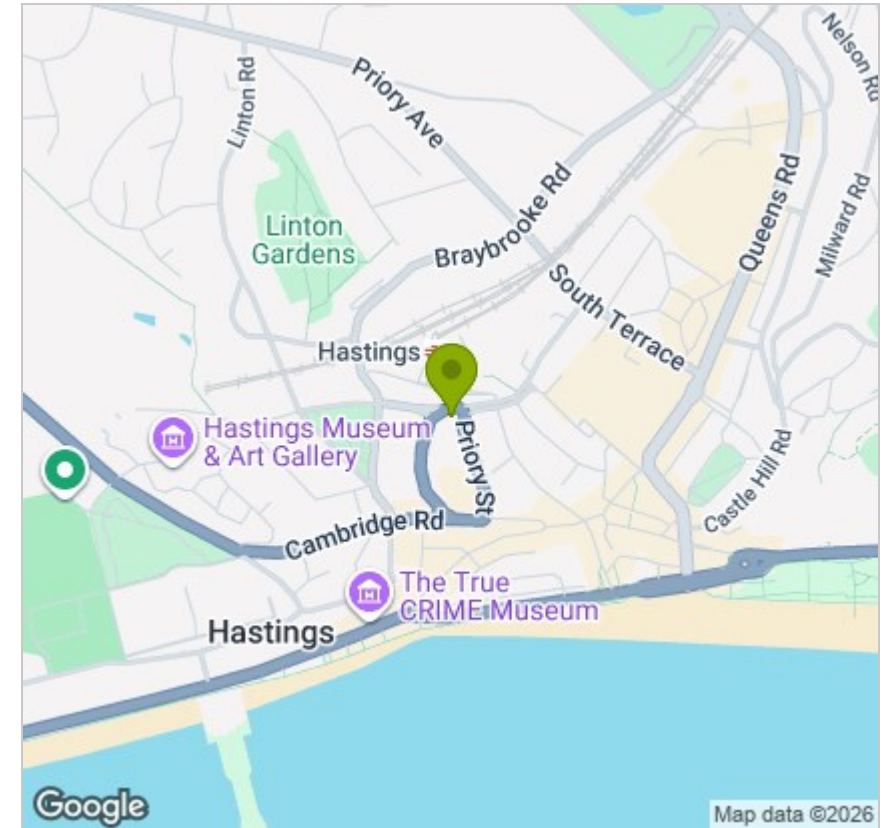 Nelson Rd
Linton Rd
Priory Ave
Queens Rd
Milward Rd
Braybrooke Rd
Linton
Gardens
South Terrace
Hastings
Hastings Museum
& Art Gallery
Priory St
Castle Hill Rd
Cambridge Rd
The True
CRIME Museum
Hastings
Google
Map data ©2026